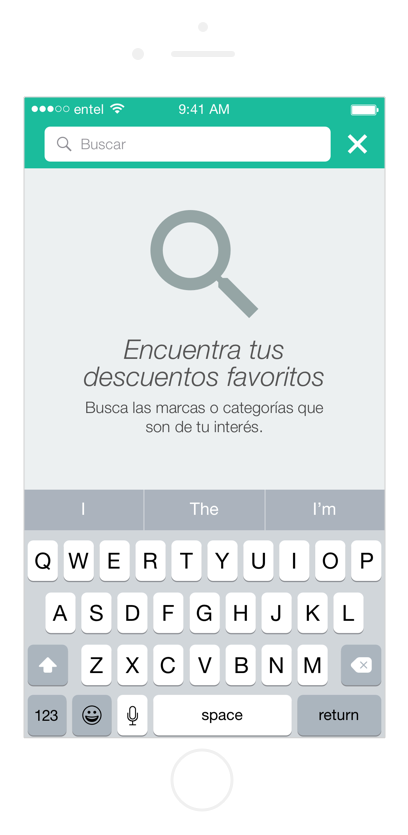 entel 9:41 AM
Buscar
Encuentra tus
descuentos favoritos
Busca las marcas o categorías que
son de tu interés.
I The I'm
Q W E R T Y U I O P
A S D F G H J K L
Z X C V B N M
123 space return